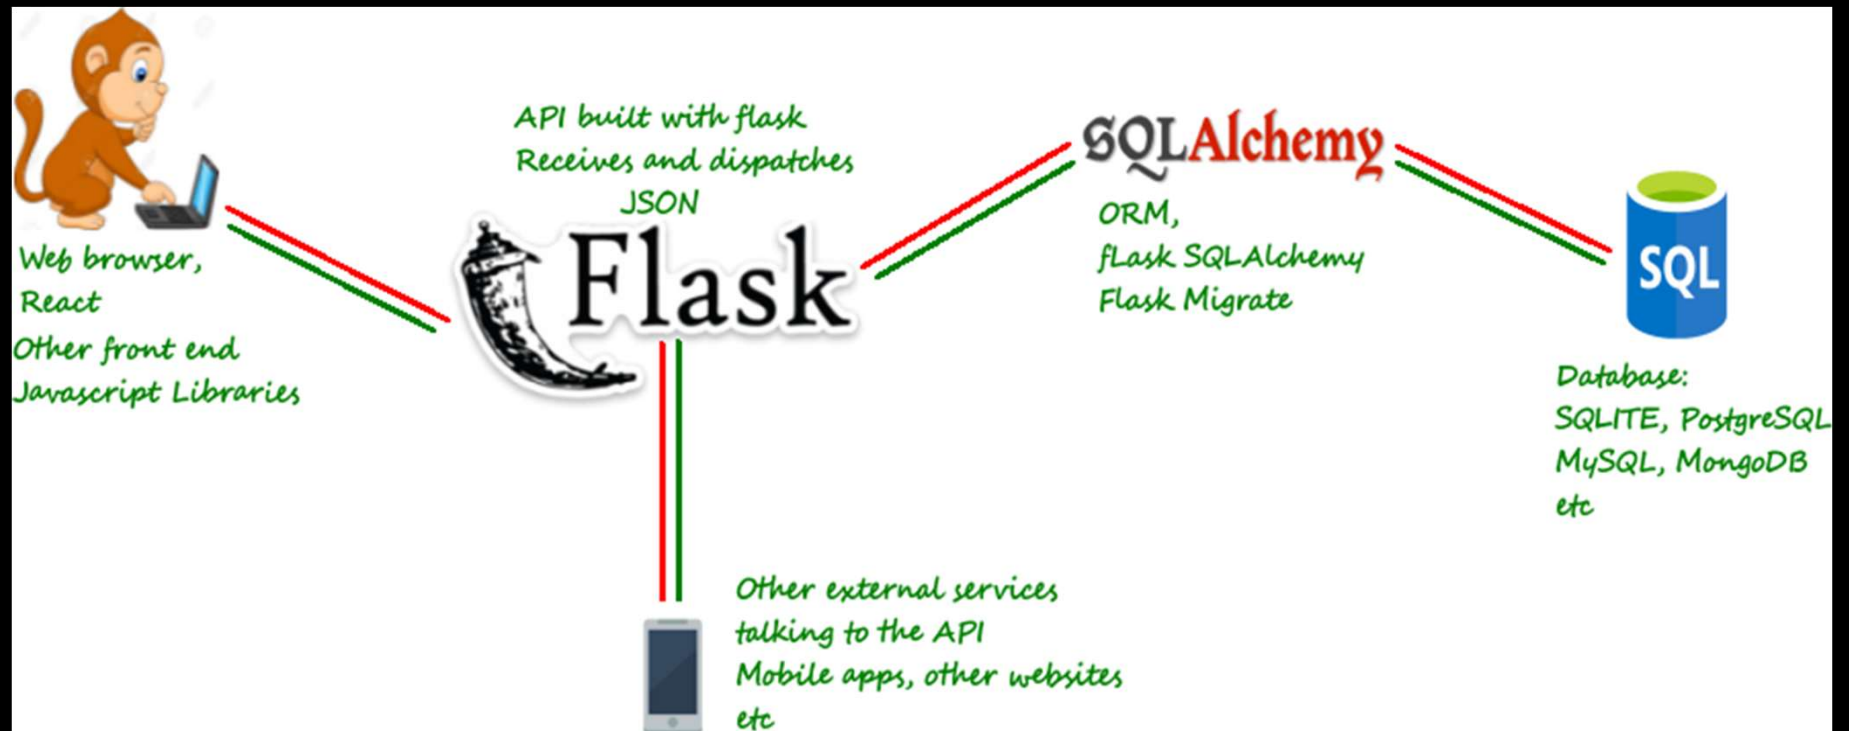 API built with flask
Receives and dispatches
JSON
Flask
SQLAlchemy
ORM,
fLask SQLAlchemy
Flask Migrate
SQL
Web browser,
React
Other front end
Javascript Libraries
Database:
SQLITE, PostgreSQL
MySQL, MongoDB
etc
Other external services
talking to the API
Mobile apps, other websites
etc